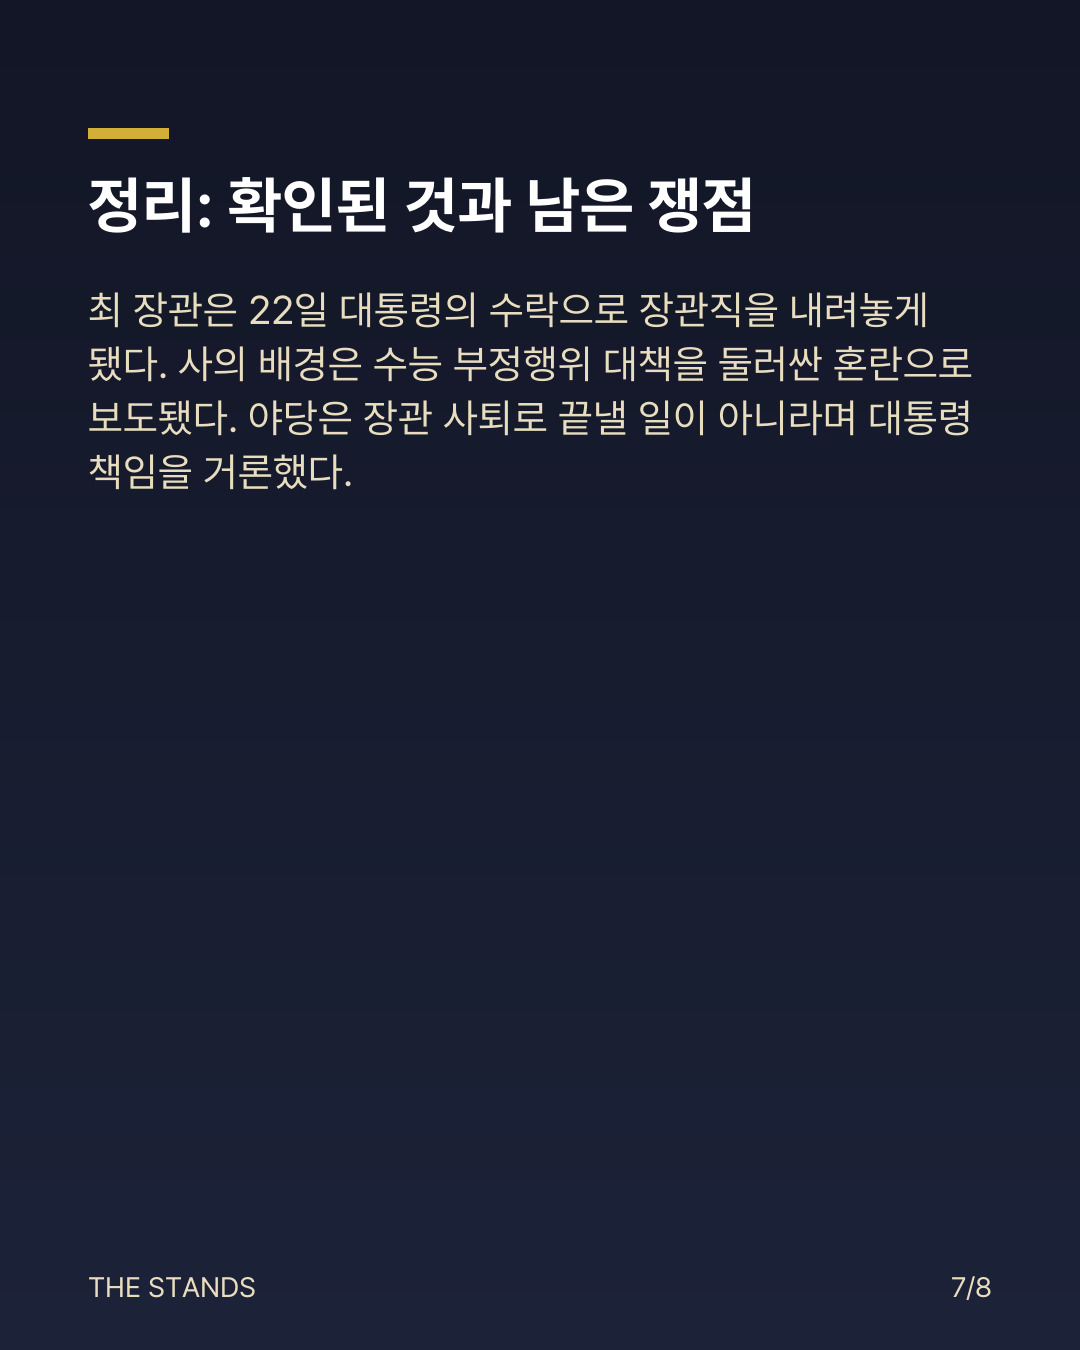 정리: 확인된 것과 남은 쟁점
최 장관은 22일 대통령의 수락으로 장관직을 내려놓게
됐다. 사의 배경은 수능 부정행위 대책을 둘러싼 혼란으로
보도됐다. 야당은 장관 사퇴로 끝낼 일이 아니라며 대통령
책임을 거론했다.
THE STANDS
7/8